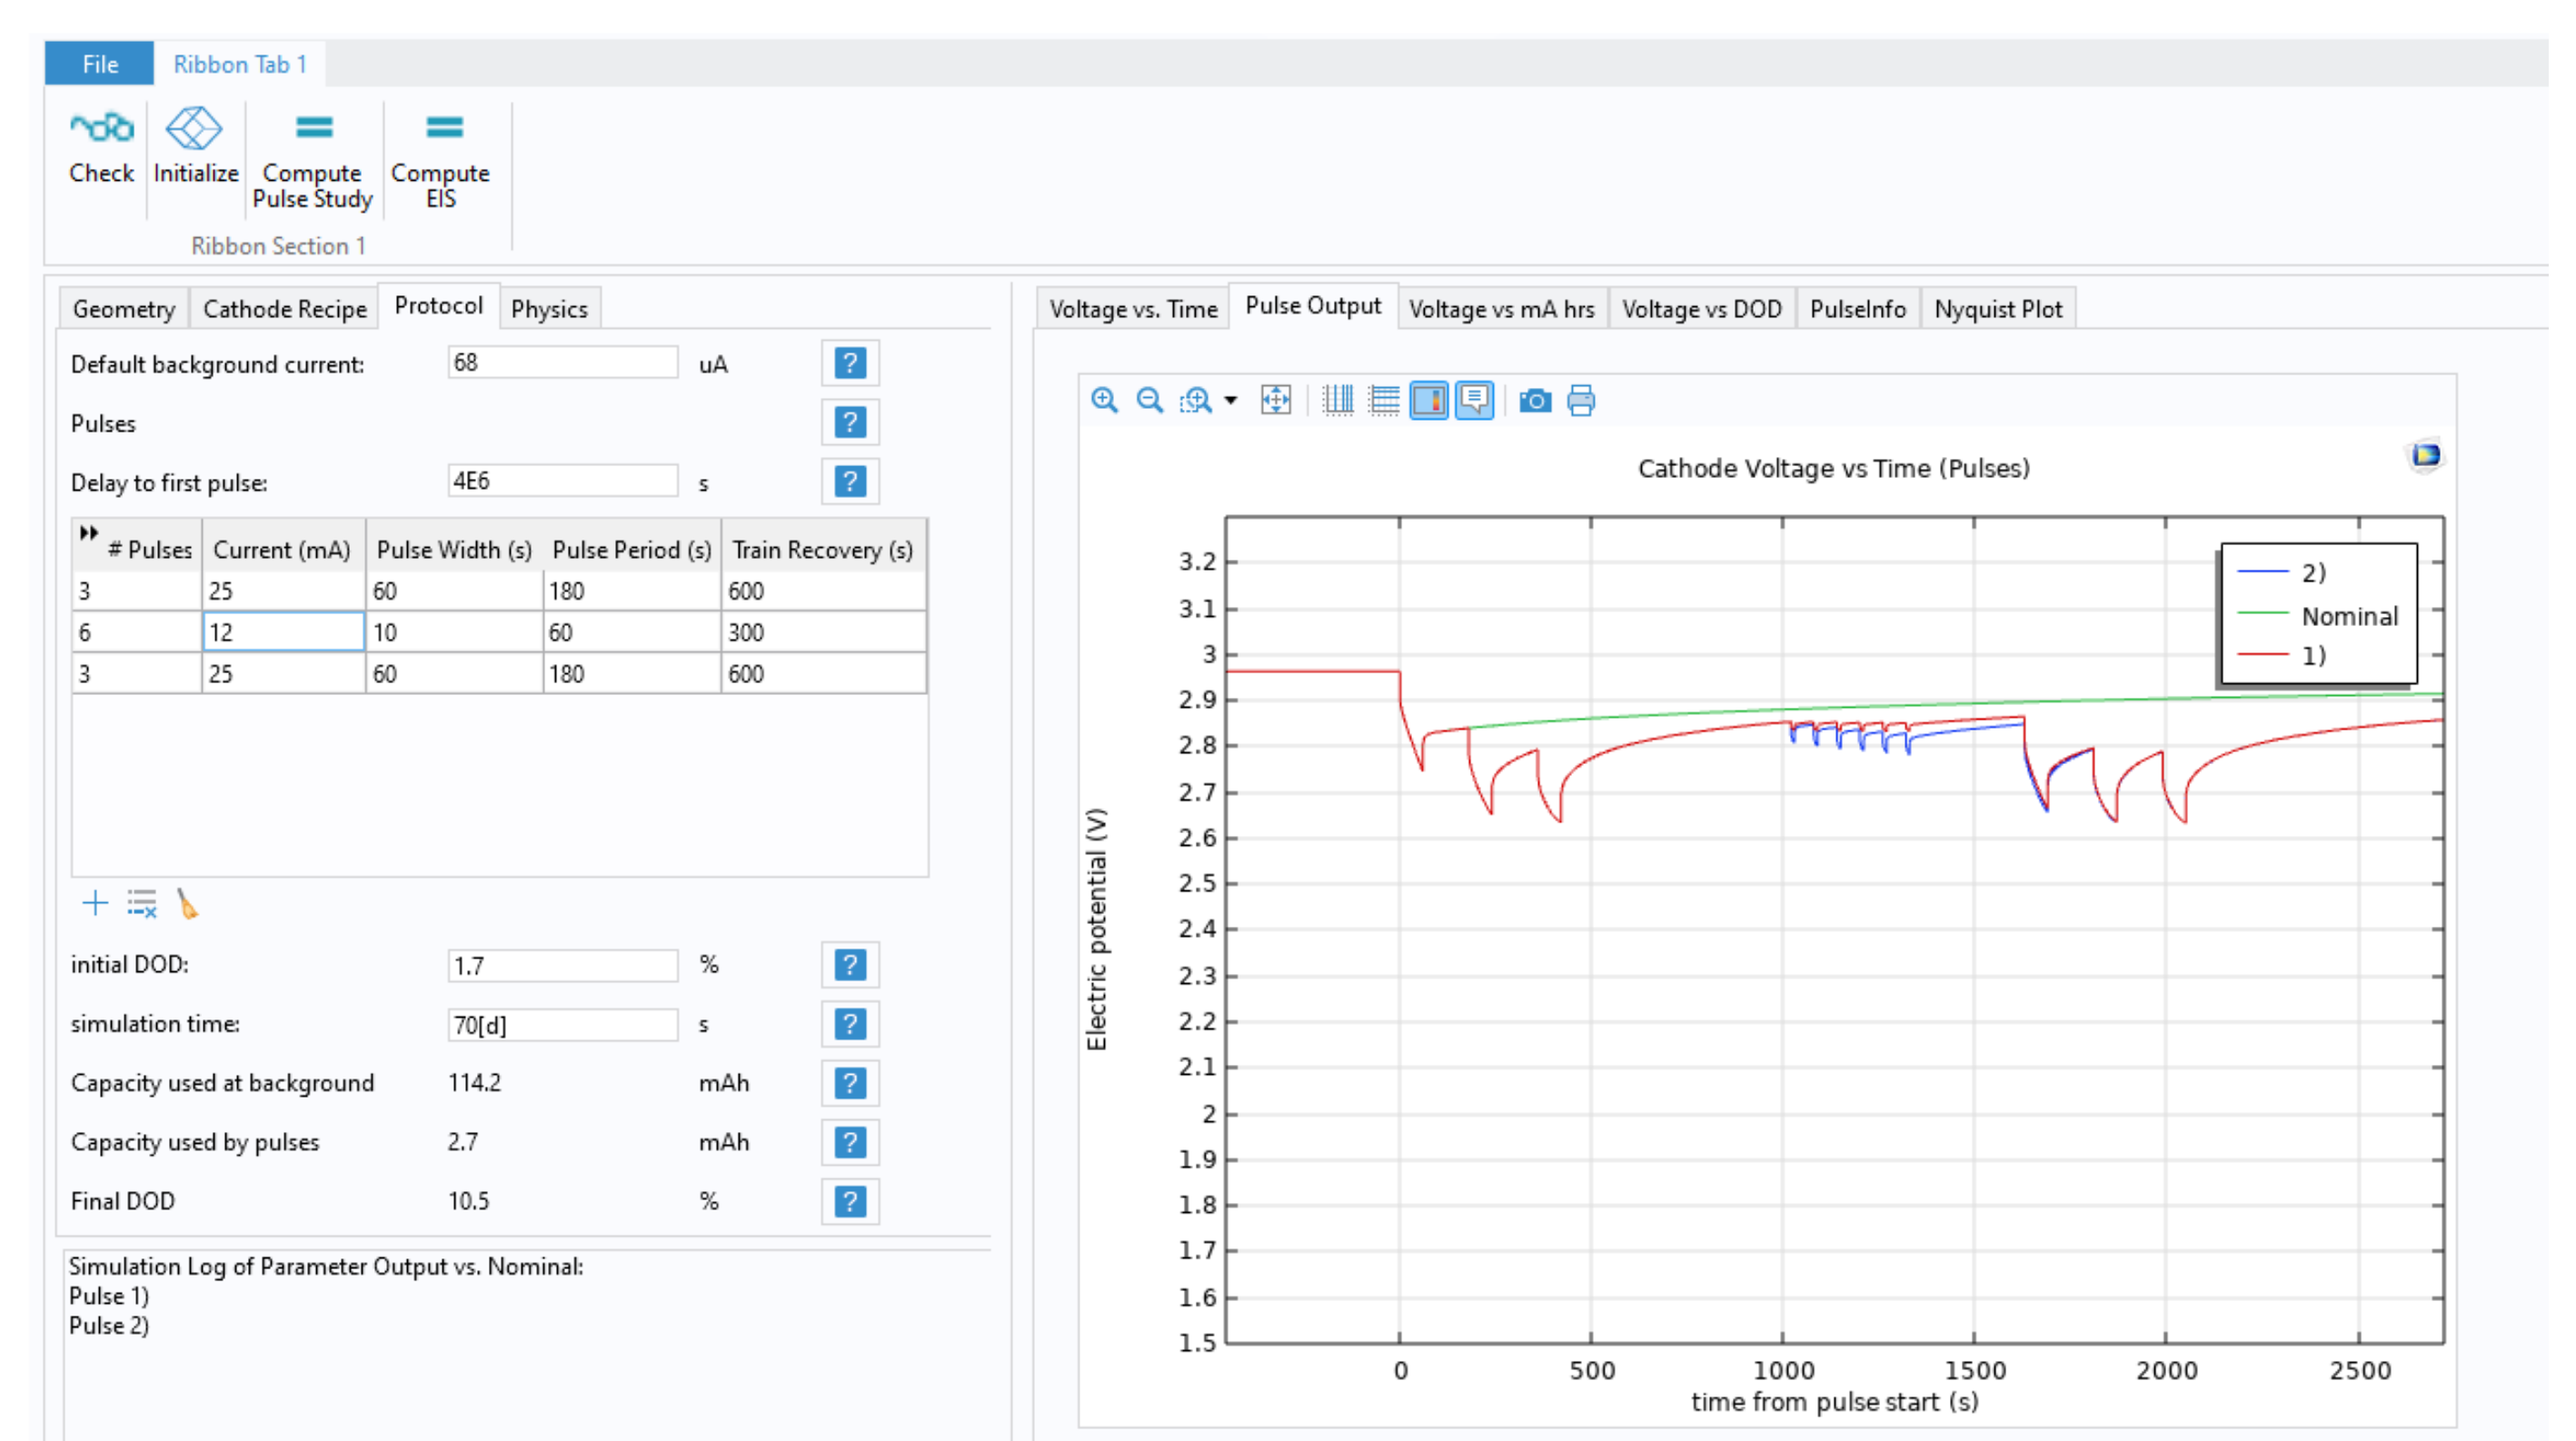 File Ribbon Tab 1
Check Initialize Compute Pulse Study Compute EIS
Ribbon Section 1
Geometry Cathode Recipe Protocol Physics
Default background current: 68 uA ?
Pulses ?
Delay to first pulse: 4E6 s ?
# Pulses Current (mA) Pulse Width (s) Pulse Period (s) Train Recovery (s)
3 25 60 180 600
6 12 10 60 300
3 25 60 180 600
initial DOD: 1.7 % ?
simulation time: 70[d] s ?
Capacity used at background 114.2 mAh ?
Capacity used by pulses 2.7 mAh ?
Final DOD 10.5 % ?
Simulation Log of Parameter Output vs. Nominal:
Pulse 1)
Pulse 2)
Voltage vs. Time Pulse Output Voltage vs mA hrs Voltage vs DOD PulseInfo Nyquist Plot
Cathode Voltage vs Time (Pulses)
2)
Nominal
1)
Electric potential (V)
3.2
3.1
3
2.9
2.8
2.7
2.6
2.5
2.4
2.3
2.2
2.1
2
1.9
1.8
1.7
1.6
1.5
0 500 1000 1500 2000 2500
time from pulse start (s)